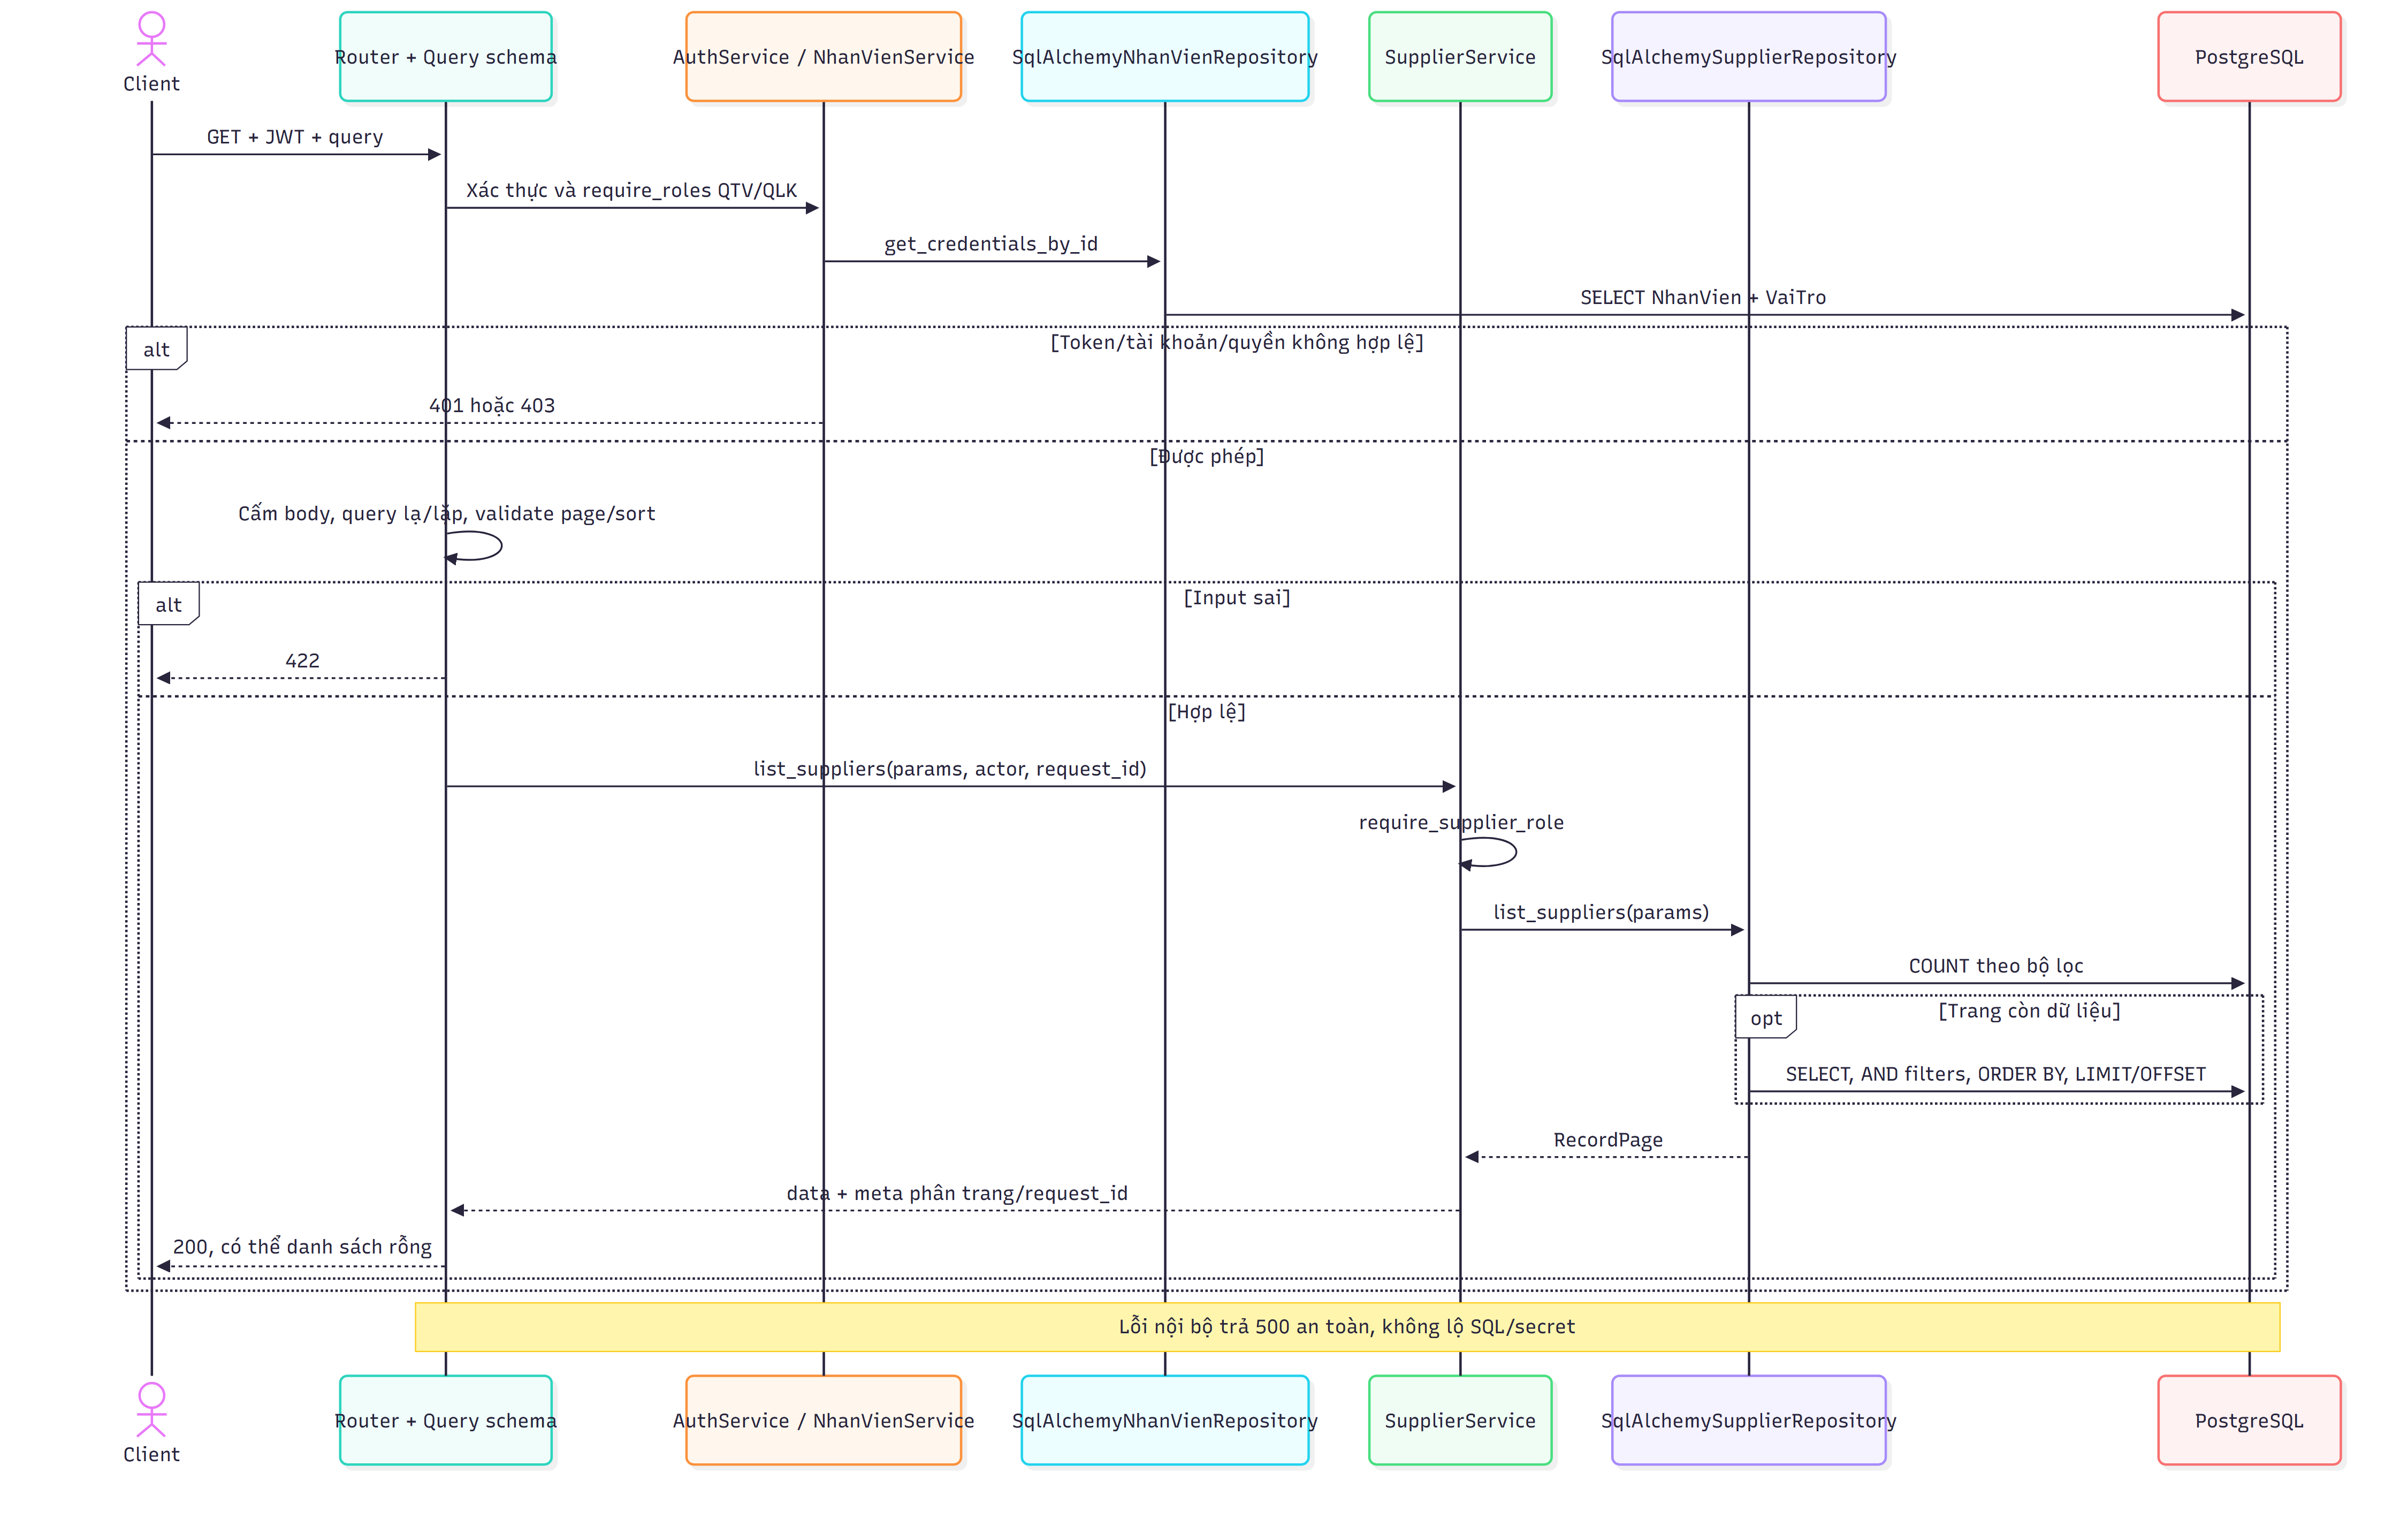 Client
Router + Query schema
AuthService / NhanVienService
SqlAlchemyNhanVienRepository
SupplierService
SqlAlchemySupplierRepository
PostgreSQL
GET + JWT + query
Xác thực và require_roles QTV/QLK
get_credentials_by_id
SELECT NhanVien + VaiTro
alt
[Token/tài khoản/quyền không hợp lệ]
401 hoặc 403
[Được phép]
Cấm body, query lạ/lặp, validate page/sort
alt
[Input sai]
422
[Hợp lệ]
list_suppliers(params, actor, request_id)
require_supplier_role
list_suppliers(params)
COUNT theo bộ lọc
opt
[Trang còn dữ liệu]
SELECT, AND filters, ORDER BY, LIMIT/OFFSET
RecordPage
data + meta phân trang/request_id
200, có thể danh sách rỗng
Lỗi nội bộ trả 500 an toàn, không lộ SQL/secret
Client
Router + Query schema
AuthService / NhanVienService
SqlAlchemyNhanVienRepository
SupplierService
SqlAlchemySupplierRepository
PostgreSQL